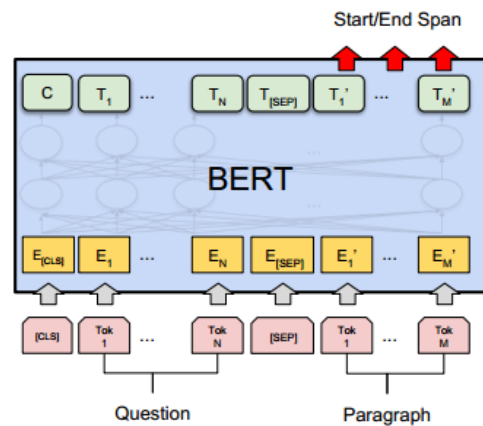 Start/End Span
C T1 ... TN T[SEP] T1' ... TM'
...
BERT
...
E[CLS] E1 ... EN E[SEP] E1' ... EM'
[CLS] Tok 1 ... Tok N [SEP] Tok 1 ... Tok M
Question Paragraph